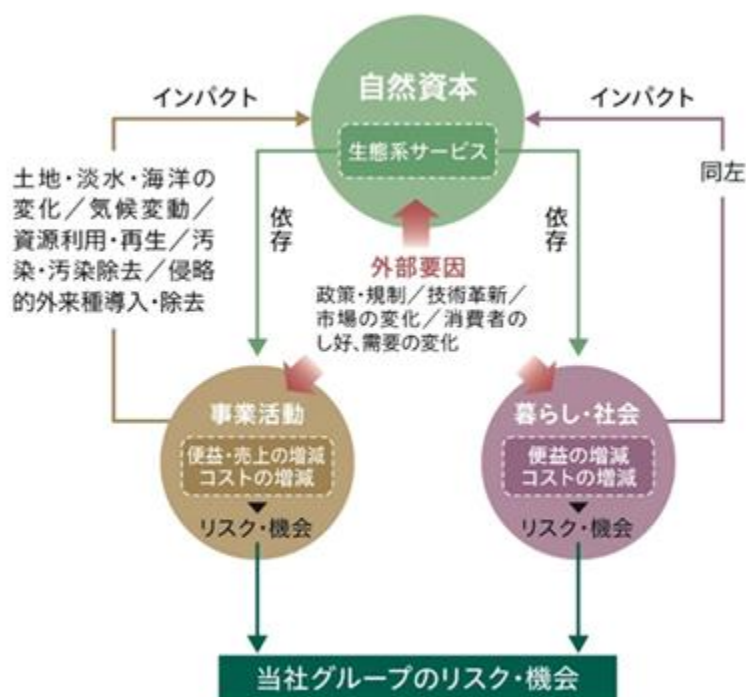 自然資本
生態系サービス
インパクト
インパクト
土地・淡水・海洋の
変化／気候変動／
資源利用・再生／汚
染・汚染除去／侵略
的外来種導入・除去
同左
依存
依存
外部要因
政策・規制／技術革新／
市場の変化／消費者の
し好、需要の変化
事業活動
便益・売上の増減
コストの増減
リスク・機会
暮らし・社会
便益の増減
コストの増減
リスク・機会
当社グループのリスク・機会